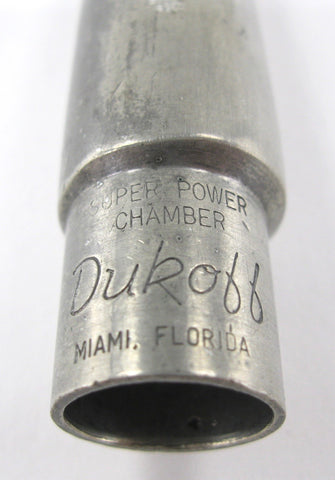 SUPER POWER
CHAMBER
Dukoff
MIAMI, FLORIDA